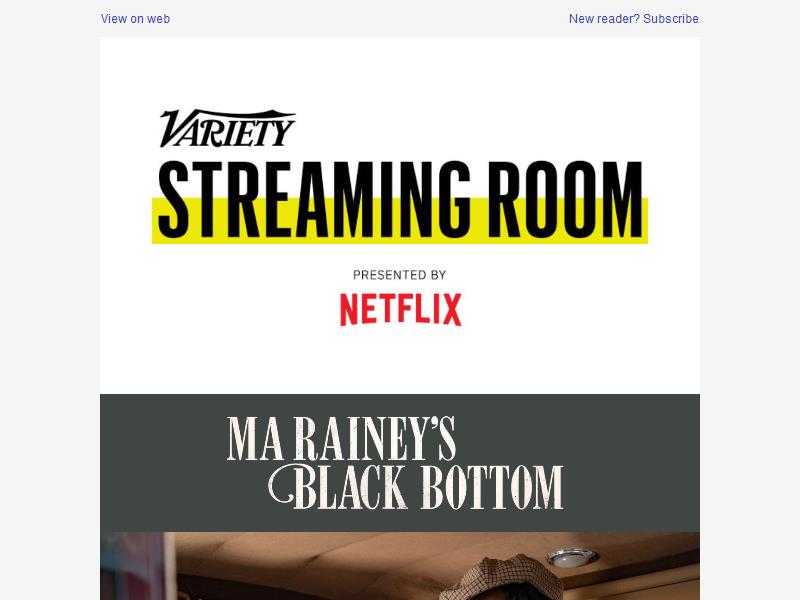 View on web
New reader? Subscribe
VARIETY
STREAMING ROOM
PRESENTED BY
NETFLIX
MA RAINEY'S
BLACK BOTTOM